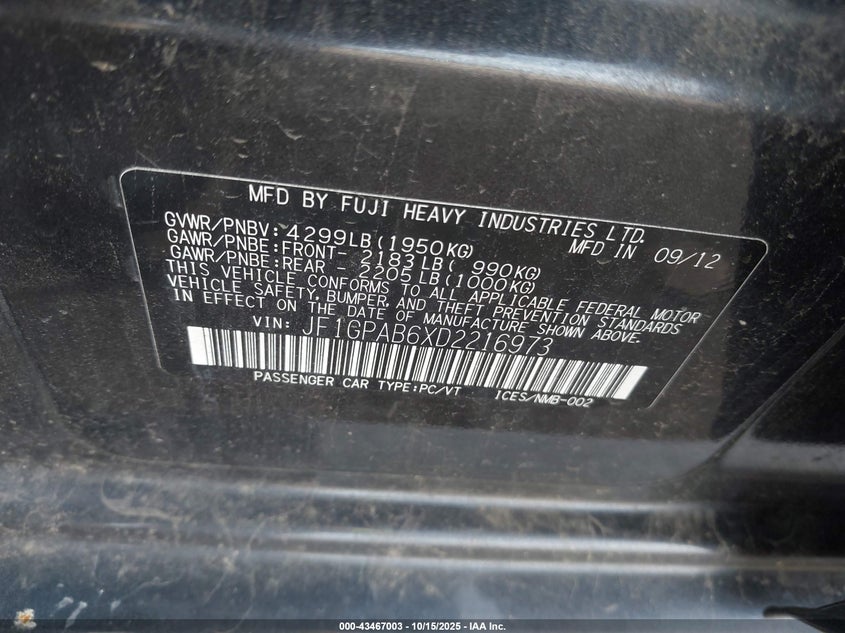 MFD BY FUJI HEAVY INDUSTRIES LTD.
GVWR/PNBV: 4299LB(1950KG) MFD IN 09/12
GAWR/PNBE:FRONT- 2183LB( 990KG)
GAWR/PNBE:REAR - 2205LB(1000KG)
THIS VEHICLE CONFORMS TO ALL APPLICABLE FEDERAL MOTOR
VEHICLE SAFETY, BUMPER, AND THEFT PREVENTION STANDARDS
IN EFFECT ON THE DATE OF MANUFACTURE SHOWN ABOVE.
VIN: JF1GPAB6XD2216973
PASSENGER CAR TYPE:PC/VT ICES/NMB-002
000-43467003 - 10/15/2025 - IAA Inc.